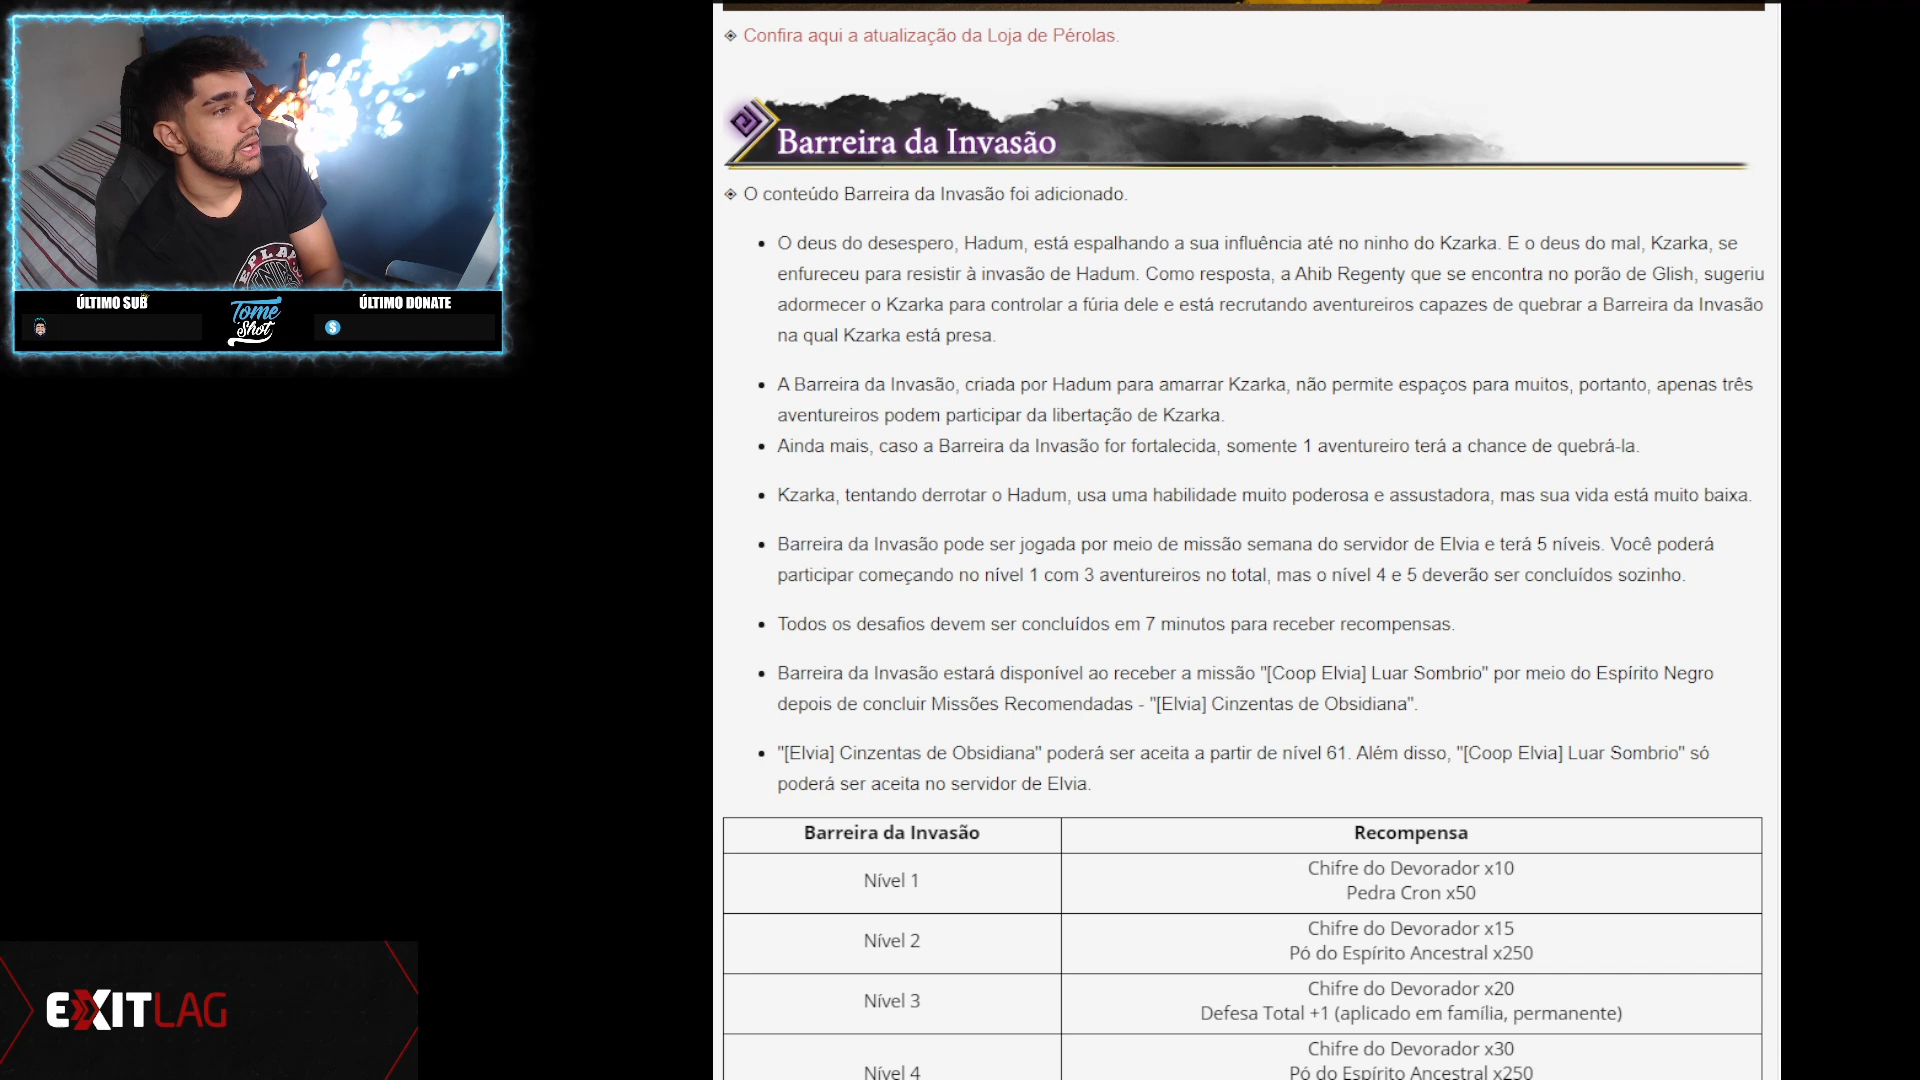 Confira aqui a atualização da Loja de Pérolas.
Barreira da Invasão
O conteúdo Barreira da Invasão foi adicionado.
O deus do desespero, Hadum, está espalhando a sua influência até no ninho do Kzarka. E o deus do mal, Kzarka, se
enfureceu para resistir à invasão de Hadum. Como resposta, a Ahib Regenty que se encontra no porão de Glish, sugeriu
adormecer o Kzarka para controlar a fúria dele e está recrutando aventureiros capazes de quebrar a Barreira da Invasão
na qual Kzarka está presa.
A Barreira da Invasão, criada por Hadum para amarrar Kzarka, não permite espaços para muitos, portanto, apenas três
aventureiros podem participar da libertação de Kzarka.
Ainda mais, caso a Barreira da Invasão for fortalecida, somente 1 aventureiro terá a chance de quebrá-la.
Kzarka, tentando derrotar o Hadum, usa uma habilidade muito poderosa e assustadora, mas sua vida está muito baixa.
Barreira da Invasão pode ser jogada por meio de missão semana do servidor de Elvia e terá 5 níveis. Você poderá
participar começando no nível 1 com 3 aventureiros no total, mas o nível 4 e 5 deverão ser concluídos sozinho.
Todos os desafios devem ser concluídos em 7 minutos para receber recompensas.
Barreira da Invasão estará disponível ao receber a missão "[Coop Elvia] Luar Sombrio" por meio do Espírito Negro
depois de concluir Missões Recomendadas - "[Elvia] Cinzentas de Obsidiana".
"[Elvia] Cinzentas de Obsidiana" poderá ser aceita a partir de nível 61. Além disso, "[Coop Elvia] Luar Sombrio" só
poderá ser aceita no servidor de Elvia.
Barreira da Invasão Recompensa
Nível 1
Chifre do Devorador x10
Pedra Cron x50
Nível 2
Chifre do Devorador x15
Pó do Espírito Ancestral x250
Nível 3
Chifre do Devorador x20
Defesa Total +1 (aplicado em família, permanente)
Nível 4
Chifre do Devorador x30
Pó do Espírito Ancestral x250
ÚLTIMO SUB
Tome
Shot
ÚLTIMO DONATE
$
EXITLAG